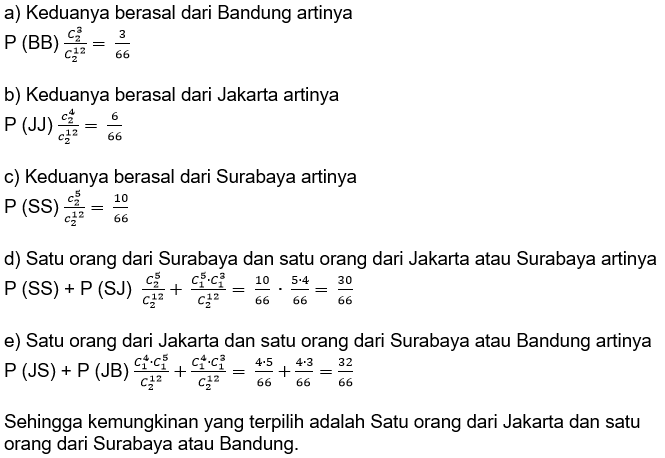 a) Keduanya berasal dari Bandung artinya
P (BB) \frac{C_2^3}{C_2^{12}} = \frac{3}{66}
b) Keduanya berasal dari Jakarta artinya
P (JJ) \frac{C_2^4}{C_2^{12}} = \frac{6}{66}
c) Keduanya berasal dari Surabaya artinya
P (SS) \frac{C_2^5}{C_2^{12}} = \frac{10}{66}
d) Satu orang dari Surabaya dan satu orang dari Jakarta atau Surabaya artinya
P (SS) + P (SJ) \frac{C_2^5}{C_2^{12}} + \frac{C_1^5 \cdot C_1^3}{C_2^{12}} = \frac{10}{66} \cdot \frac{5 \cdot 4}{66} = \frac{30}{66}
e) Satu orang dari Jakarta dan satu orang dari Surabaya atau Bandung artinya
P (JS) + P (JB) \frac{C_1^4 \cdot C_1^5}{C_2^{12}} + \frac{C_1^4 \cdot C_1^3}{C_2^{12}} = \frac{4 \cdot 5}{66} + \frac{4 \cdot 3}{66} = \frac{32}{66}
Sehingga kemungkinan yang terpilih adalah Satu orang dari Jakarta dan satu
orang dari Surabaya atau Bandung.